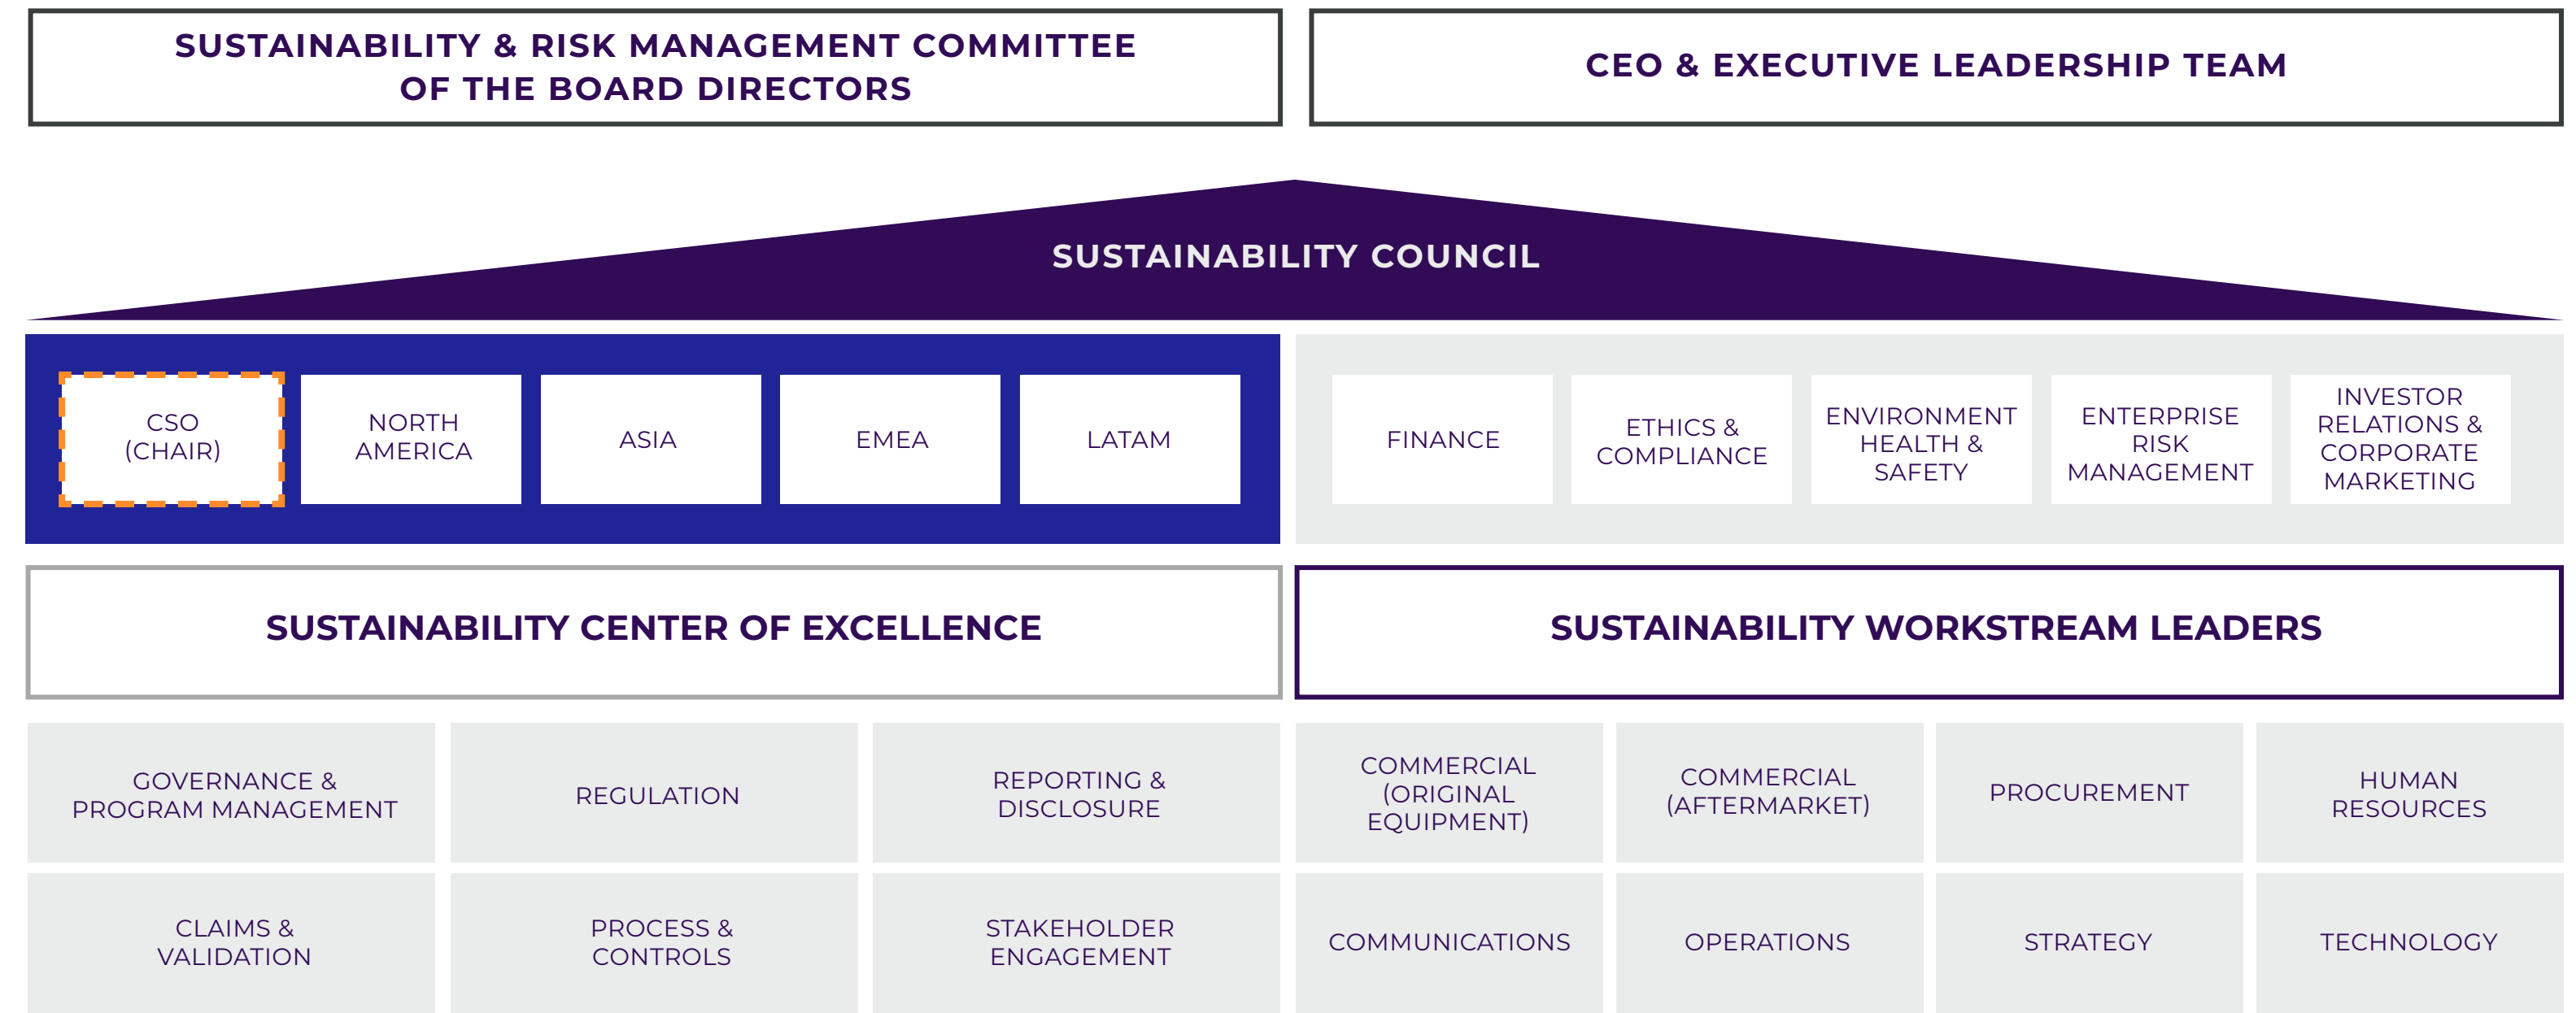 SUSTAINABILITY & RISK MANAGEMENT COMMITTEE
OF THE BOARD DIRECTORS
CEO & EXECUTIVE LEADERSHIP TEAM
SUSTAINABILITY COUNCIL
CSO
(CHAIR)
NORTH
AMERICA
ASIA
EMEA
LATAM
FINANCE
ETHICS &
COMPLIANCE
ENVIRONMENT
HEALTH &
SAFETY
ENTERPRISE
RISK
MANAGEMENT
INVESTOR
RELATIONS &
CORPORATE
MARKETING
SUSTAINABILITY CENTER OF EXCELLENCE
SUSTAINABILITY WORKSTREAM LEADERS
GOVERNANCE &
PROGRAM MANAGEMENT
REGULATION
REPORTING &
DISCLOSURE
COMMERCIAL
(ORIGINAL
EQUIPMENT)
COMMERCIAL
(AFTERMARKET)
PROCUREMENT
HUMAN
RESOURCES
CLAIMS &
VALIDATION
PROCESS &
CONTROLS
STAKEHOLDER
ENGAGEMENT
COMMUNICATIONS
OPERATIONS
STRATEGY
TECHNOLOGY